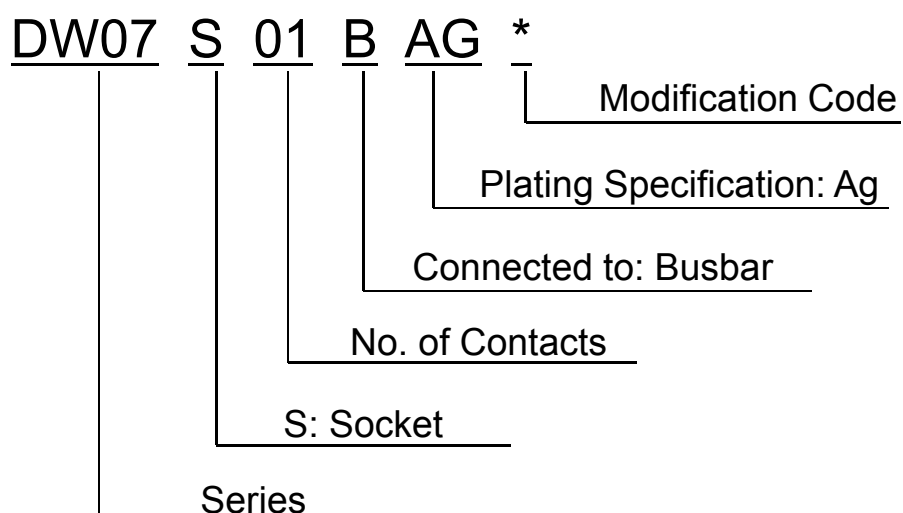 DW07 S 01 B AG *
Modification Code
Plating Specification: Ag
Connected to: Busbar
No. of Contacts
S: Socket
Series